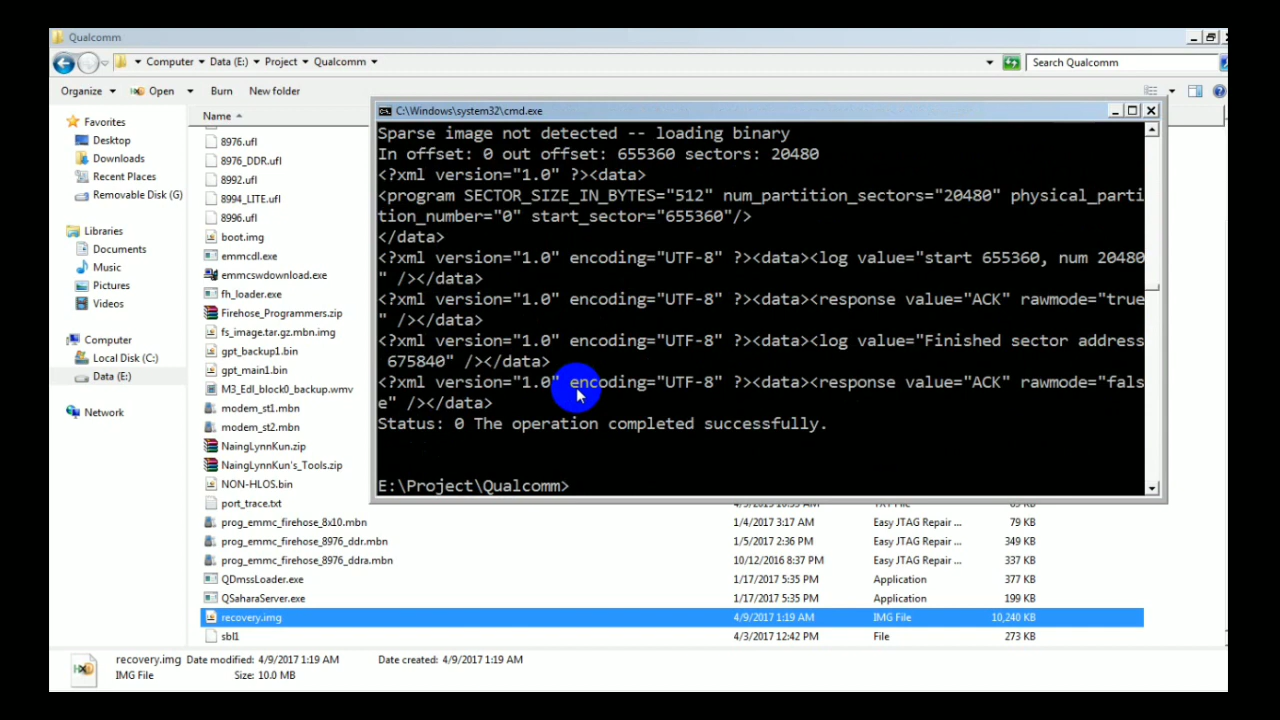 Qualcomm
Computer Data (E:) Project Qualcomm
Search Qualcomm
Organize Open Burn New folder
Favorites
Desktop
Downloads
Recent Places
Removable Disk (G)
Libraries
Documents
Music
Pictures
Videos
Computer
Local Disk (C:)
Data (E:)
Network
Name
8976.ufl
8976_DDR.ufl
8992.ufl
8994_LITE.ufl
8996.ufl
boot.img
emmcdl.exe
emmcswdownload.exe
fh_loader.exe
Firehose_Programmers.zip
fs_image.tar.gz.mbn.img
gpt_backup1.bin
gpt_main1.bin
M3_Edl_block0_backup.wmv
modem_st1.mbn
modem_st2.mbn
NaingLynnKun.zip
NaingLynnKun's_Tools.zip
NON-HLOS.bin
port_trace.txt
prog_emmc_firehose_8x10.mbn 1/4/2017 3:17 AM Easy JTAG Repair ... 79 KB
prog_emmc_firehose_8976_ddr.mbn 1/5/2017 2:36 PM Easy JTAG Repair ... 349 KB
prog_emmc_firehose_8976_ddra.mbn 10/12/2016 8:37 PM Easy JTAG Repair ... 337 KB
QDmssLoader.exe 1/17/2017 5:35 PM Application 377 KB
QSaharaServer.exe 1/17/2017 5:35 PM Application 199 KB
recovery.img 4/9/2017 1:19 AM IMG File 10,240 KB
sbl1 4/3/2017 12:42 PM File 273 KB
C:\Windows\system32\cmd.exe
Sparse image not detected -- loading binary
In offset: 0 out offset: 655360 sectors: 20480
<?xml version="1.0" ?><data>
<program SECTOR_SIZE_IN_BYTES="512" num_partition_sectors="20480" physical_parti
tion_number="0" start_sector="655360"/>
</data>
<?xml version="1.0" encoding="UTF-8" ?><data><log value="start 655360, num 20480
" /></data>
<?xml version="1.0" encoding="UTF-8" ?><data><response value="ACK" rawmode="true
" /></data>
<?xml version="1.0" encoding="UTF-8" ?><data><log value="Finished sector address
675840" /></data>
<?xml version="1.0" encoding="UTF-8" ?><data><response value="ACK" rawmode="fals
e" /></data>
Status: 0 The operation completed successfully.
E:\Project\Qualcomm>
recovery.img Date modified: 4/9/2017 1:19 AM Date created: 4/9/2017 1:19 AM
IMG File Size: 10.0 MB